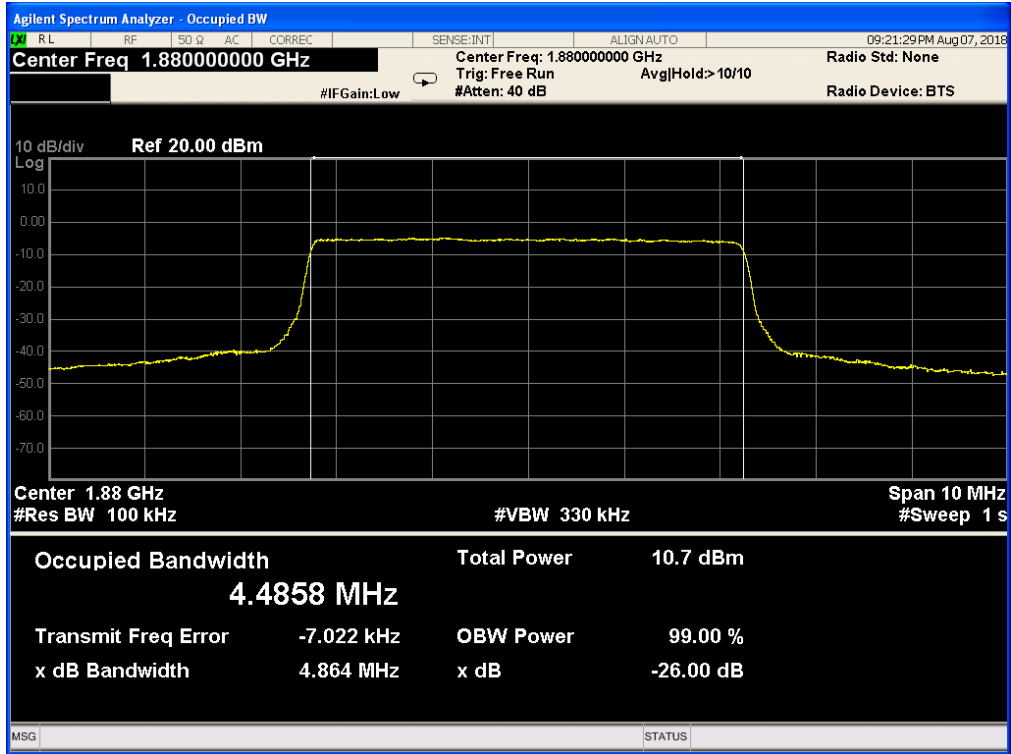 Agilent Spectrum Analyzer - Occupied BW
LXI RL RF 50 Ω AC CORREC SENSE:INT ALIGN AUTO 09:21:29 PM Aug 07, 2018
Center Freq 1.880000000 GHz
Center Freq: 1.880000000 GHz
Radio Std: None
Trig: Free Run Avg|Hold:>10/10
#IFGain:Low #Atten: 40 dB Radio Device: BTS
10 dB/div Ref 20.00 dBm
Log
10.0
0.00
-10.0
-20.0
-30.0
-40.0
-50.0
-60.0
-70.0
Center 1.88 GHz Span 10 MHz
#Res BW 100 kHz #VBW 330 kHz #Sweep 1 s
Occupied Bandwidth Total Power 10.7 dBm
4.4858 MHz
Transmit Freq Error -7.022 kHz OBW Power 99.00 %
x dB Bandwidth 4.864 MHz x dB -26.00 dB
MSG STATUS